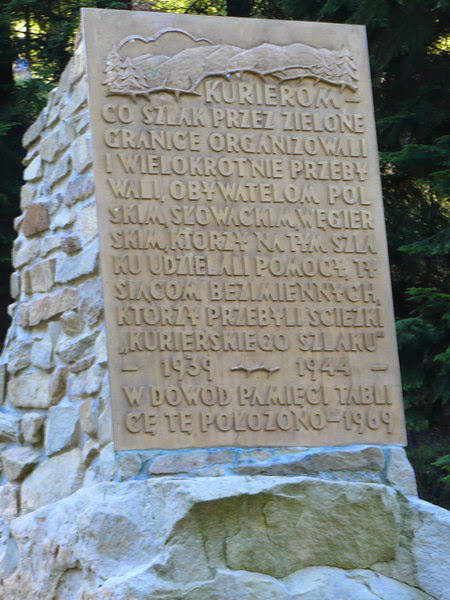 — KURIEROM —
CO SZLAK PRZEZ ZIELONE
GRANICE ORGANIZOWALI
I WIELOKROTNIE PRZEBY
WALI, OBYWATELOM POL
SKIM, SŁOWACKIM, WĘGIER
SKIM, KTÓRZY NA TYM SZLA
KU UDZIELALI POMOCY, TY
SIĄCOM BEZIMIENNYCH,
KTÓRZY PRZEBYLI ŚCIEŻKI
„KURIERSKIEGO SZLAKU”
— 1939 — 1944 —
W DOWÓD PAMIĘCI TABLI
CĘ TĘ POŁOŻONO – 1969